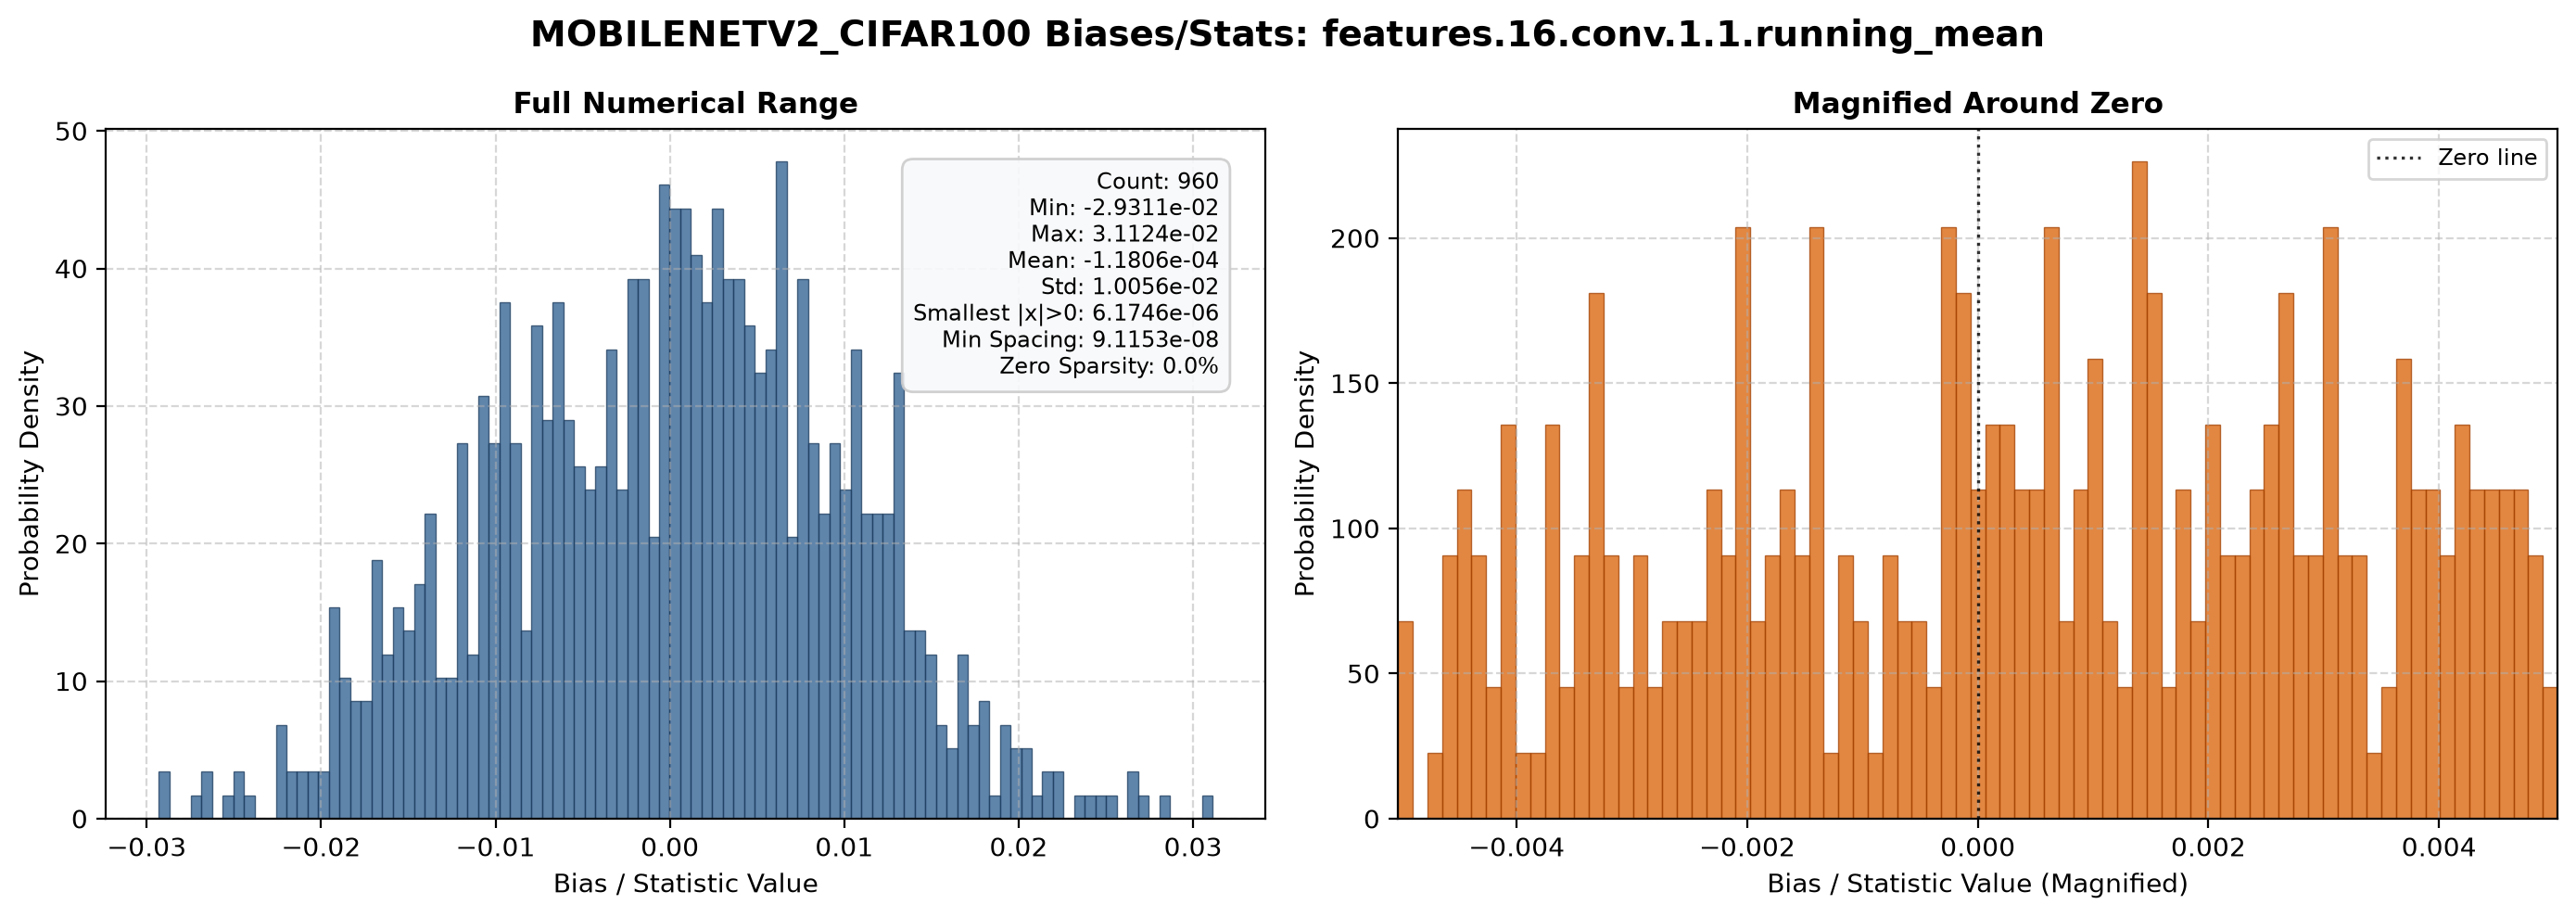 MOBILENETV2_CIFAR100 Biases/Stats: features.16.conv.1.1.running_mean
Full Numerical Range
50
40
30
20
10
0
Probability Density
−0.03
−0.02
−0.01
0.00
0.01
0.02
0.03
Bias / Statistic Value
Count: 960
Min: -2.9311e-02
Max: 3.1124e-02
Mean: -1.1806e-04
Std: 1.0056e-02
Smallest |x|>0: 6.1746e-06
Min Spacing: 9.1153e-08
Zero Sparsity: 0.0%
Magnified Around Zero
Zero line
200
150
100
50
0
Probability Density
−0.004
−0.002
0.000
0.002
0.004
Bias / Statistic Value (Magnified)